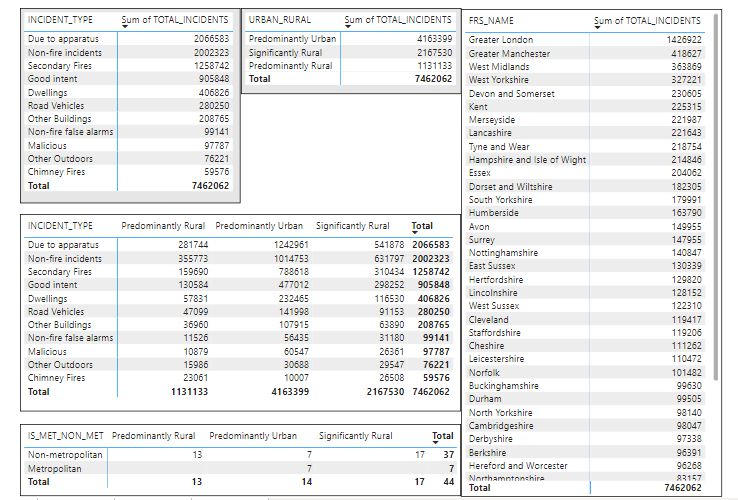 INCIDENT_TYPE Sum of TOTAL_INCIDENTS
Due to apparatus 2066583
Non-fire incidents 2002323
Secondary Fires 1258742
Good intent 905848
Dwellings 406826
Road Vehicles 280250
Other Buildings 208765
Non-fire false alarms 99141
Malicious 97787
Other Outdoors 76221
Chimney Fires 59576
Total 7462062
URBAN_RURAL Sum of TOTAL_INCIDENTS
Predominantly Urban 4163399
Significantly Rural 2167530
Predominantly Rural 1131133
Total 7462062
INCIDENT_TYPE Predominantly Rural Predominantly Urban Significantly Rural Total
Due to apparatus 281744 1242961 541878 2066583
Non-fire incidents 355773 1014753 631797 2002323
Secondary Fires 159690 788618 310434 1258742
Good intent 130584 477012 298252 905848
Dwellings 57831 232465 116530 406826
Road Vehicles 47099 141998 91153 280250
Other Buildings 36960 107915 63890 208765
Non-fire false alarms 11526 56435 31180 99141
Malicious 10879 60547 26361 97787
Other Outdoors 15986 30688 29547 76221
Chimney Fires 23061 10007 26508 59576
Total 1131133 4163399 2167530 7462062
IS_MET_NON_MET Predominantly Rural Predominantly Urban Significantly Rural Total
Non-metropolitan 13 7 17 37
Metropolitan 7 7
Total 13 14 17 44
FRS_NAME Sum of TOTAL_INCIDENTS
Greater London 1426922
Greater Manchester 418627
West Midlands 363869
West Yorkshire 327221
Devon and Somerset 230605
Kent 225315
Merseyside 221987
Lancashire 221643
Tyne and Wear 218754
Hampshire and Isle of Wight 214846
Essex 204062
Dorset and Wiltshire 182305
South Yorkshire 179991
Humberside 163790
Avon 149955
Surrey 147955
Nottinghamshire 140847
East Sussex 130339
Hertfordshire 129820
Lincolnshire 128152
West Sussex 122310
Cleveland 119417
Staffordshire 119206
Cheshire 111262
Leicestershire 110472
Norfolk 101482
Buckinghamshire 99630
Durham 99505
North Yorkshire 98140
Cambridgeshire 98047
Derbyshire 97338
Berkshire 96391
Hereford and Worcester 96268
Northamptonshire 83157
Total 7462062